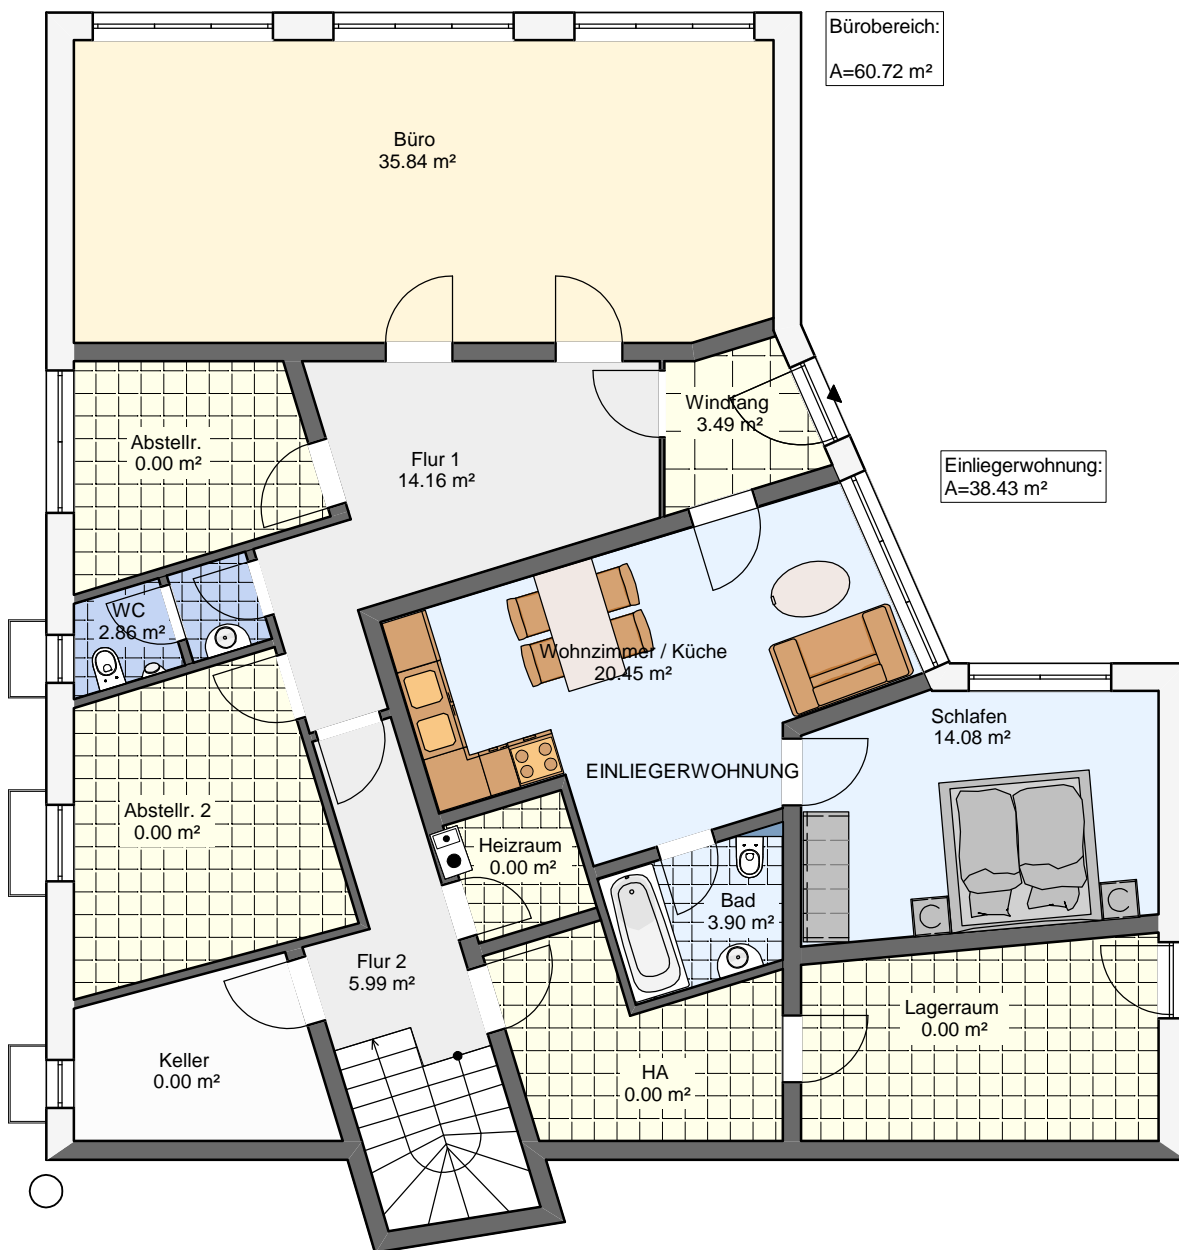 Bürobereich:
A=60.72 m²
Büro
35.84 m²
Windfang
3.49 m²
Abstellr.
0.00 m²
Flur 1
14.16 m²
Einliegerwohnung:
A=38.43 m²
WC
2.86 m²
Wohnzimmer / Küche
20.45 m²
Schlafen
14.08 m²
EINLIEGERWOHNUNG
Abstellr. 2
0.00 m²
Heizraum
0.00 m²
Bad
3.90 m²
C
C
Flur 2
5.99 m²
Lagerraum
0.00 m²
Keller
0.00 m²
HA
0.00 m²